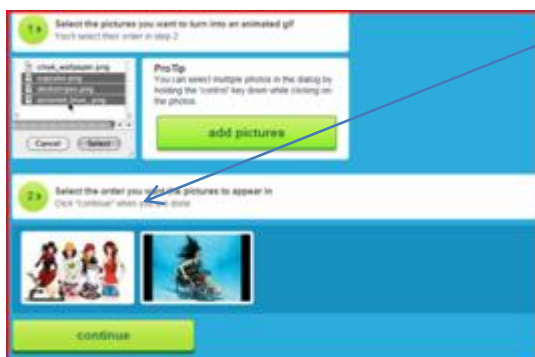 1 Select the pictures you want to turn into an animated gif
You'll select their order in step 2
_wallpaper.png
Cancel Select
ProTip
You can select multiple photos in the dialog by
holding the 'control' key down while clicking on
the photos.
add pictures
2 Select the order you want the pictures to appear in
Click "continue" when you are done
continue